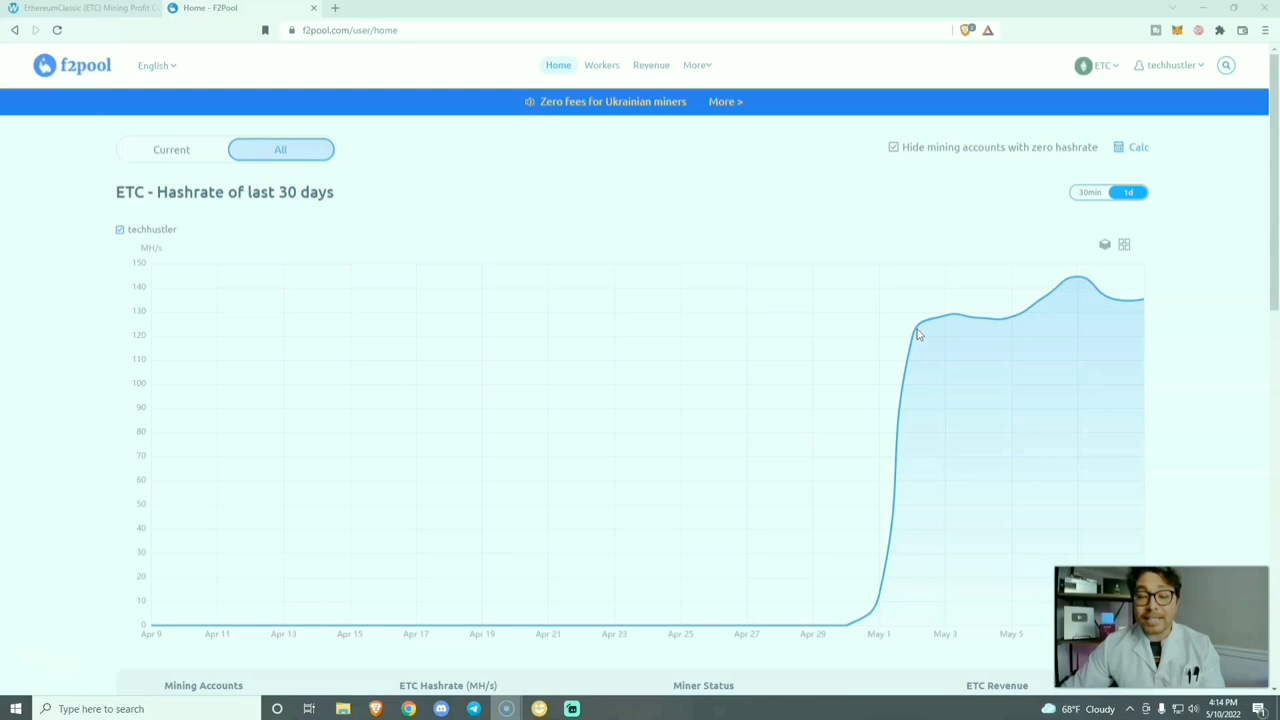 EthereumClassic (ETC) Mining Profit C
Home - F2Pool
f2pool.com/user/home
f2pool
English
Home
Workers
Revenue
More
ETC
techhustler
Zero fees for Ukrainian miners
More >
Current
All
Hide mining accounts with zero hashrate
Calc
ETC - Hashrate of last 30 days
30min
1d
techhustler
MH/s
150
140
130
120
110
100
90
80
70
60
50
40
30
20
10
0
Apr 9
Apr 11
Apr 13
Apr 15
Apr 17
Apr 19
Apr 21
Apr 23
Apr 25
Apr 27
Apr 29
May 1
May 3
May 5
Mining Accounts
ETC Hashrate (MH/s)
Miner Status
ETC Revenue
Type here to search
68°F Cloudy
4:14 PM
5/10/2022